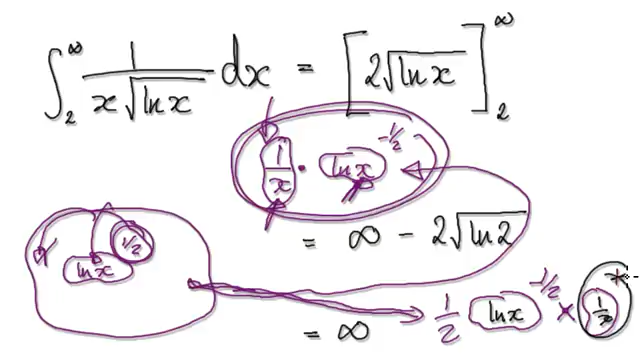 ∫₂^∞ 1/(x√(ln x)) dx = [2√(ln x)]₂^∞
1/x · (ln x)^(-1/2)
= ∞ − 2√(ln 2)
(ln x)^(1/2)
1/2 (ln x)^(-1/2) × 1/x
= ∞